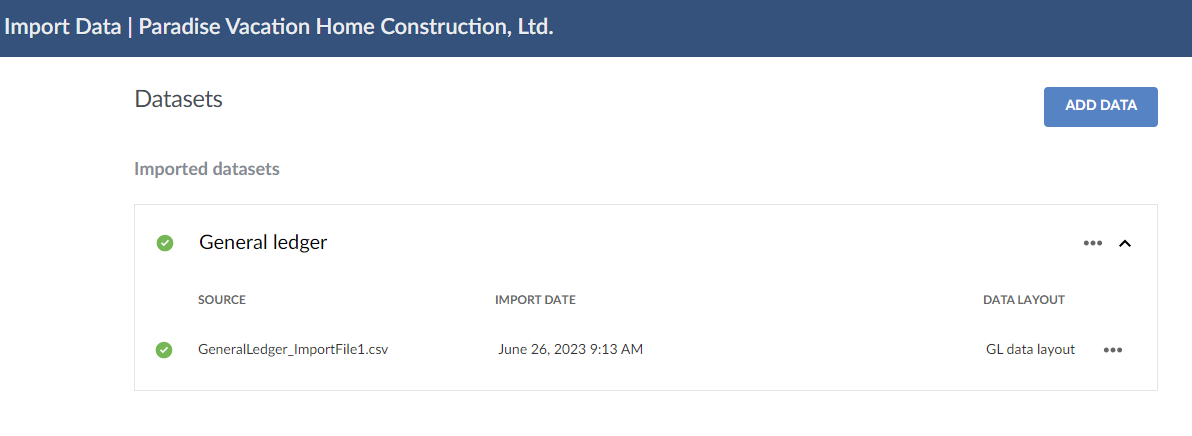 Import Data | Paradise Vacation Home Construction, Ltd.
Datasets
ADD DATA
Imported datasets
General ledger
SOURCE IMPORT DATE DATA LAYOUT
GeneralLedger_ImportFile1.csv June 26, 2023 9:13 AM GL data layout